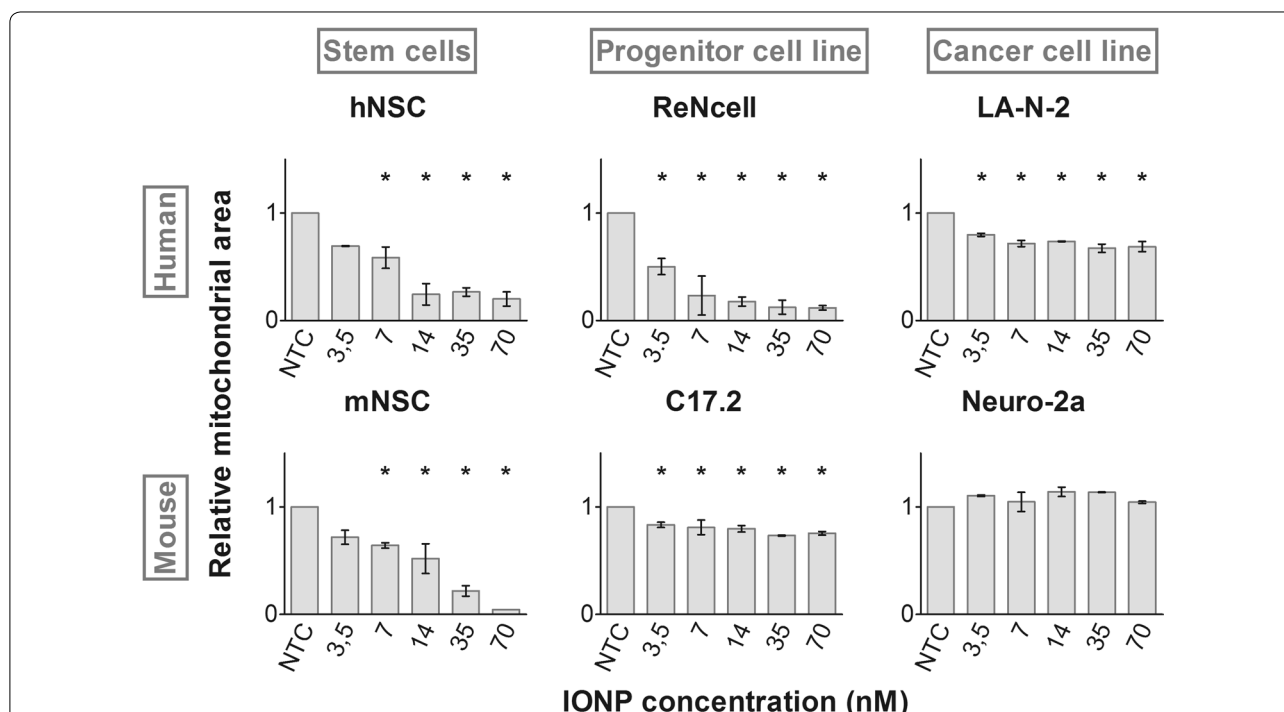 Stem cells
Progenitor cell line
Cancer cell line
hNSC
ReNcell
LA-N-2
Human
Relative mitochondrial area
* * * *
* * * * *
* * * * *
1
1
1
0
0
0
NTC 3,5 7 14 35 70
NTC 3.5 7 14 35 70
NTC 3,5 7 14 35 70
mNSC
C17.2
Neuro-2a
Mouse
* * * *
* * * * *
1
1
1
0
0
0
NTC 3,5 7 14 35 70
NTC 3,5 7 14 35 70
NTC 3,5 7 14 35 70
IONP concentration (nM)